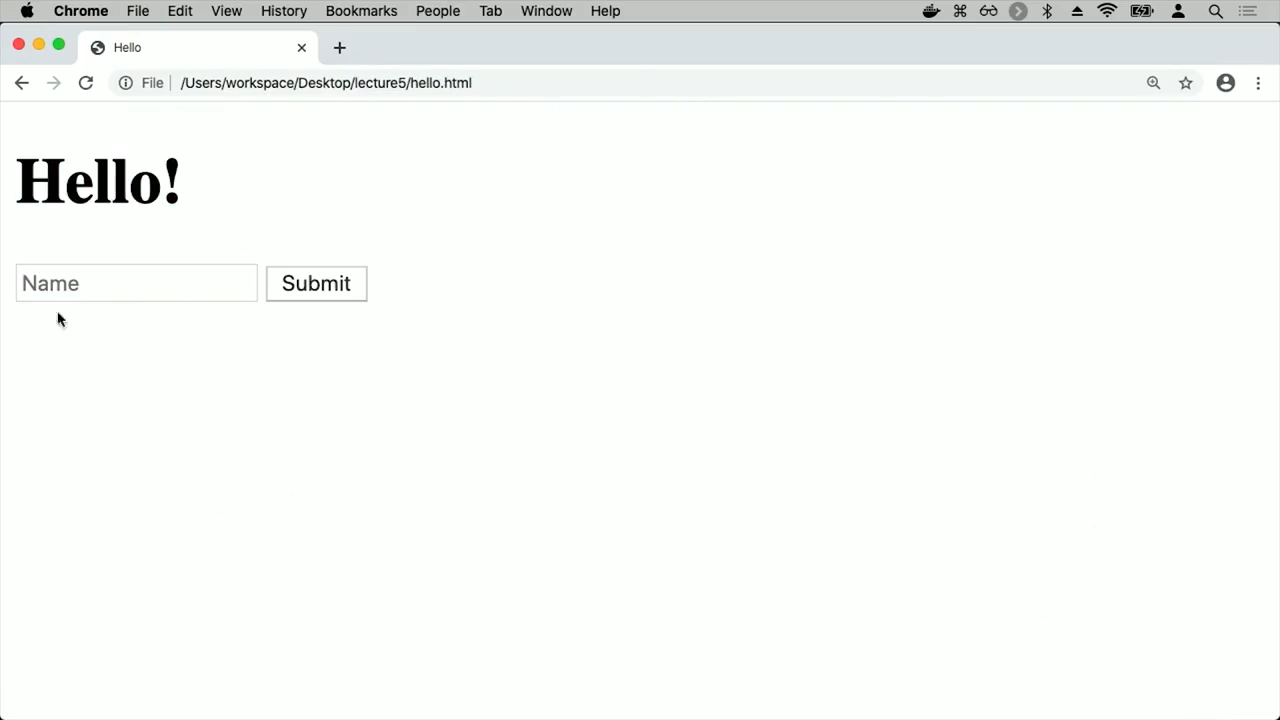 Chrome File Edit View History Bookmarks People Tab Window Help
Hello
File /Users/workspace/Desktop/lecture5/hello.html
Hello!
Name Submit